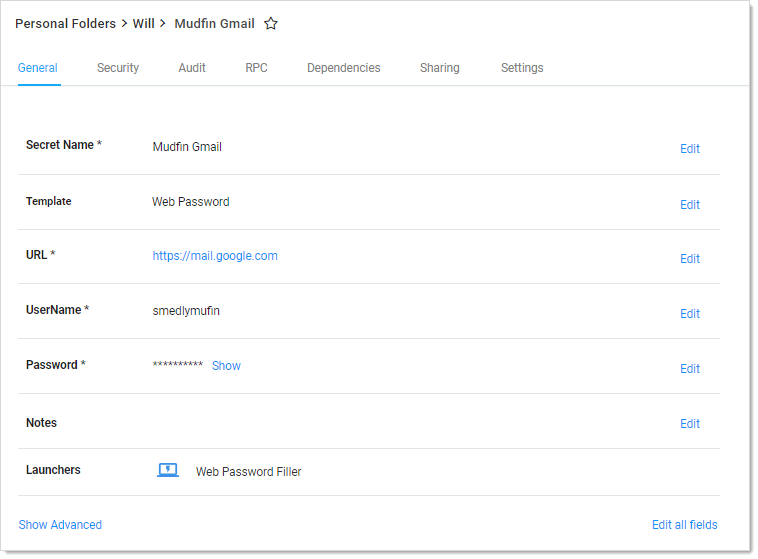 Personal Folders > Will > Mudfin Gmail
General Security Audit RPC Dependencies Sharing Settings
Secret Name * Mudfin Gmail Edit
Template Web Password Edit
URL * https://mail.google.com Edit
UserName * smedlymufin Edit
Password * ********** Show Edit
Notes Edit
Launchers Web Password Filler
Show Advanced Edit all fields